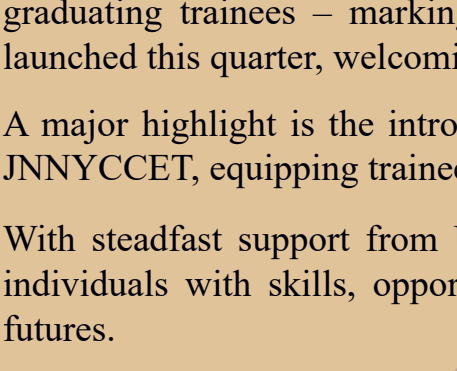 graduating trainees – marking
launched this quarter, welcomi
A major highlight is the intro
JNNYCCET, equipping trainee
With steadfast support from
individuals with skills, oppor
futures.